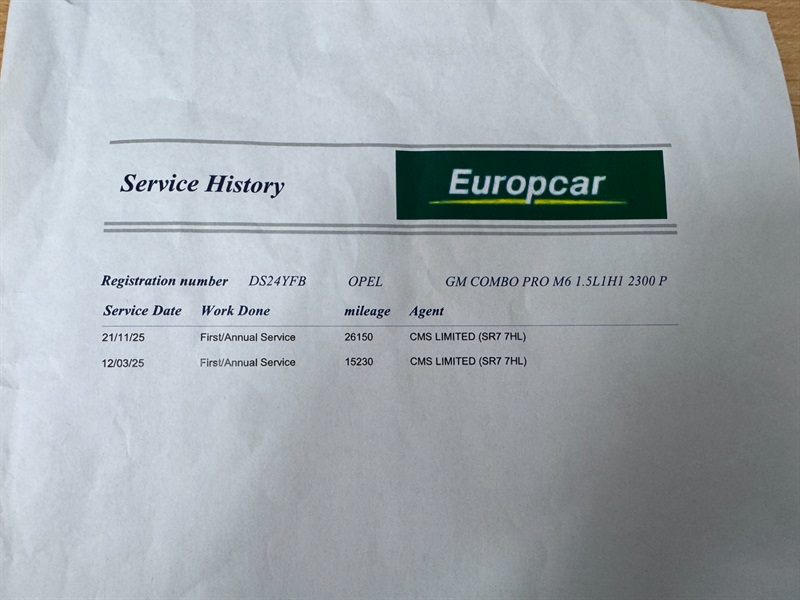 Service History
Europcar
Registration number DS24YFB OPEL GM COMBO PRO M6 1.5L1H1 2300 P
Service Date Work Done mileage Agent
21/11/25 First/Annual Service 26150 CMS LIMITED (SR7 7HL)
12/03/25 First/Annual Service 15230 CMS LIMITED (SR7 7HL)